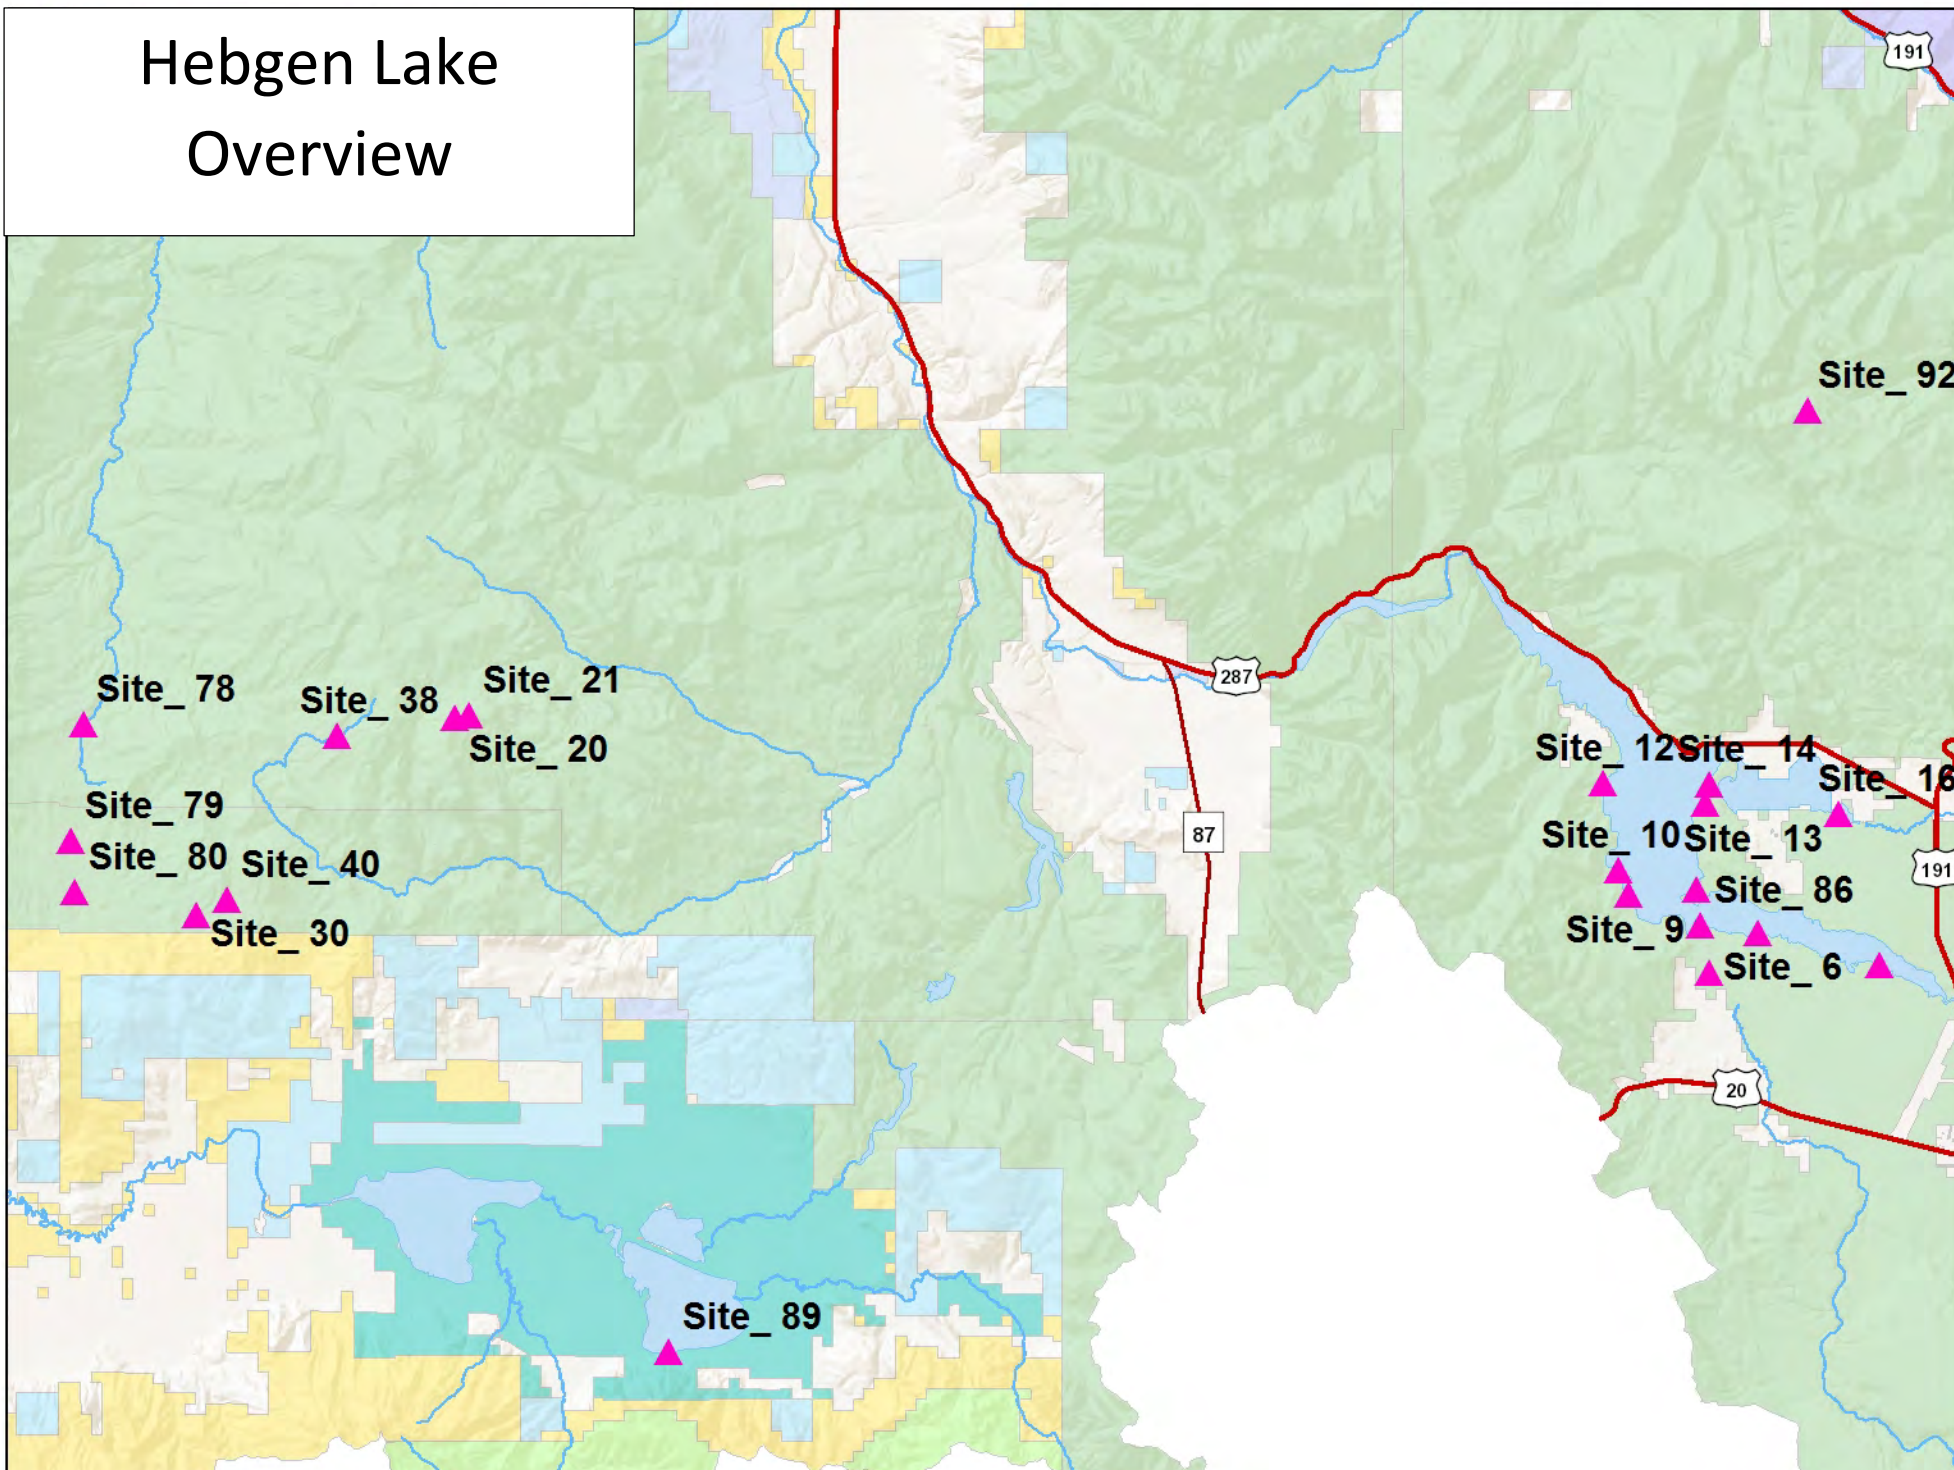 Hebgen Lake
Overview
191
Site_ 92
287
Site_ 78
Site_ 38
Site_ 21
Site_ 20
Site_ 12
Site_ 14
Site_ 16
Site_ 79
87
Site_ 10
Site_ 13
Site_ 80
Site_ 40
191
Site_ 86
Site_ 30
Site_ 9
Site_ 6
20
Site_ 89